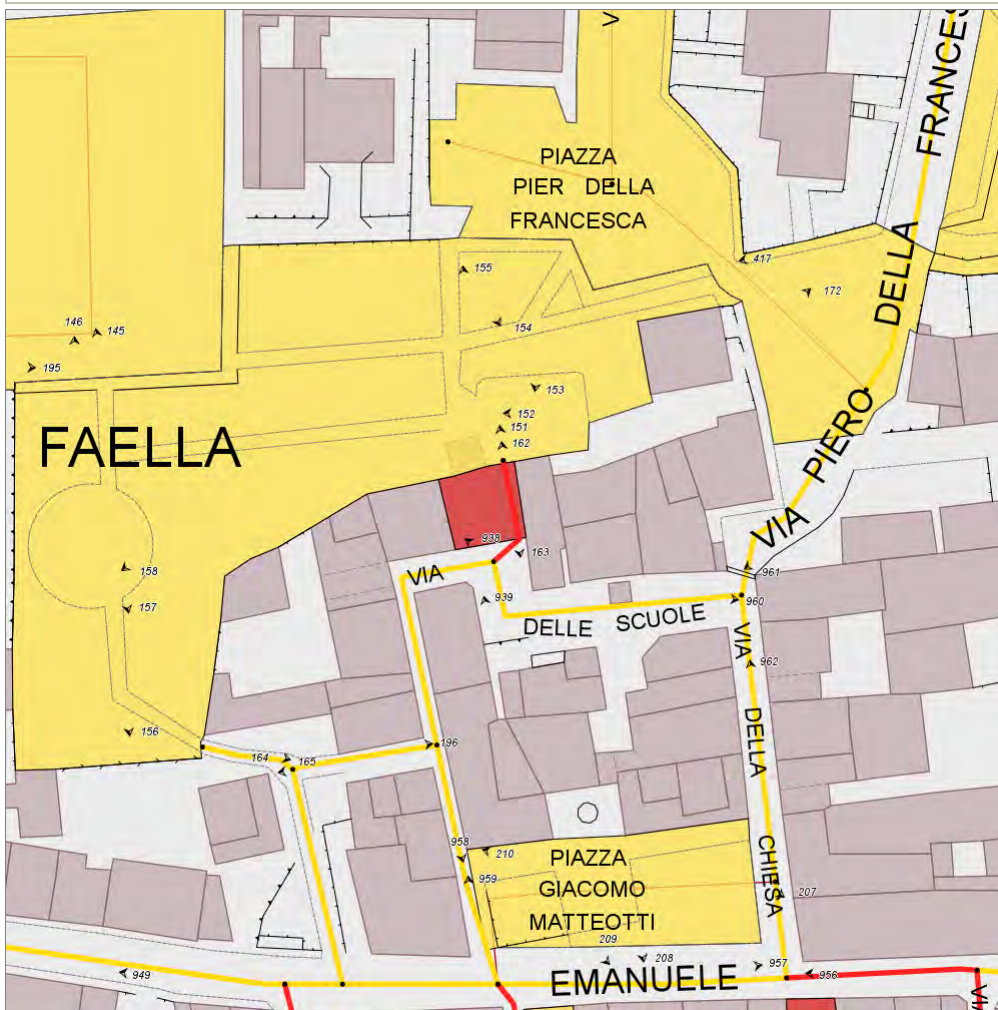 V
FRANCES
PIAZZA
PIER DELLA
FRANCESCA
DELLA
417
155
172
154
146
145
195
153
152
151
162
FAELLA
PIERO
VIA
938
163
VIA
961
158
939
960
157
DELLE SCUOLE
VIA
962
156
DELLA
164
165
196
958
210
PIAZZA
CHIESA
959
GIACOMO
207
MATTEOTTI
209
208
957
949
EMANUELE
956
VIA